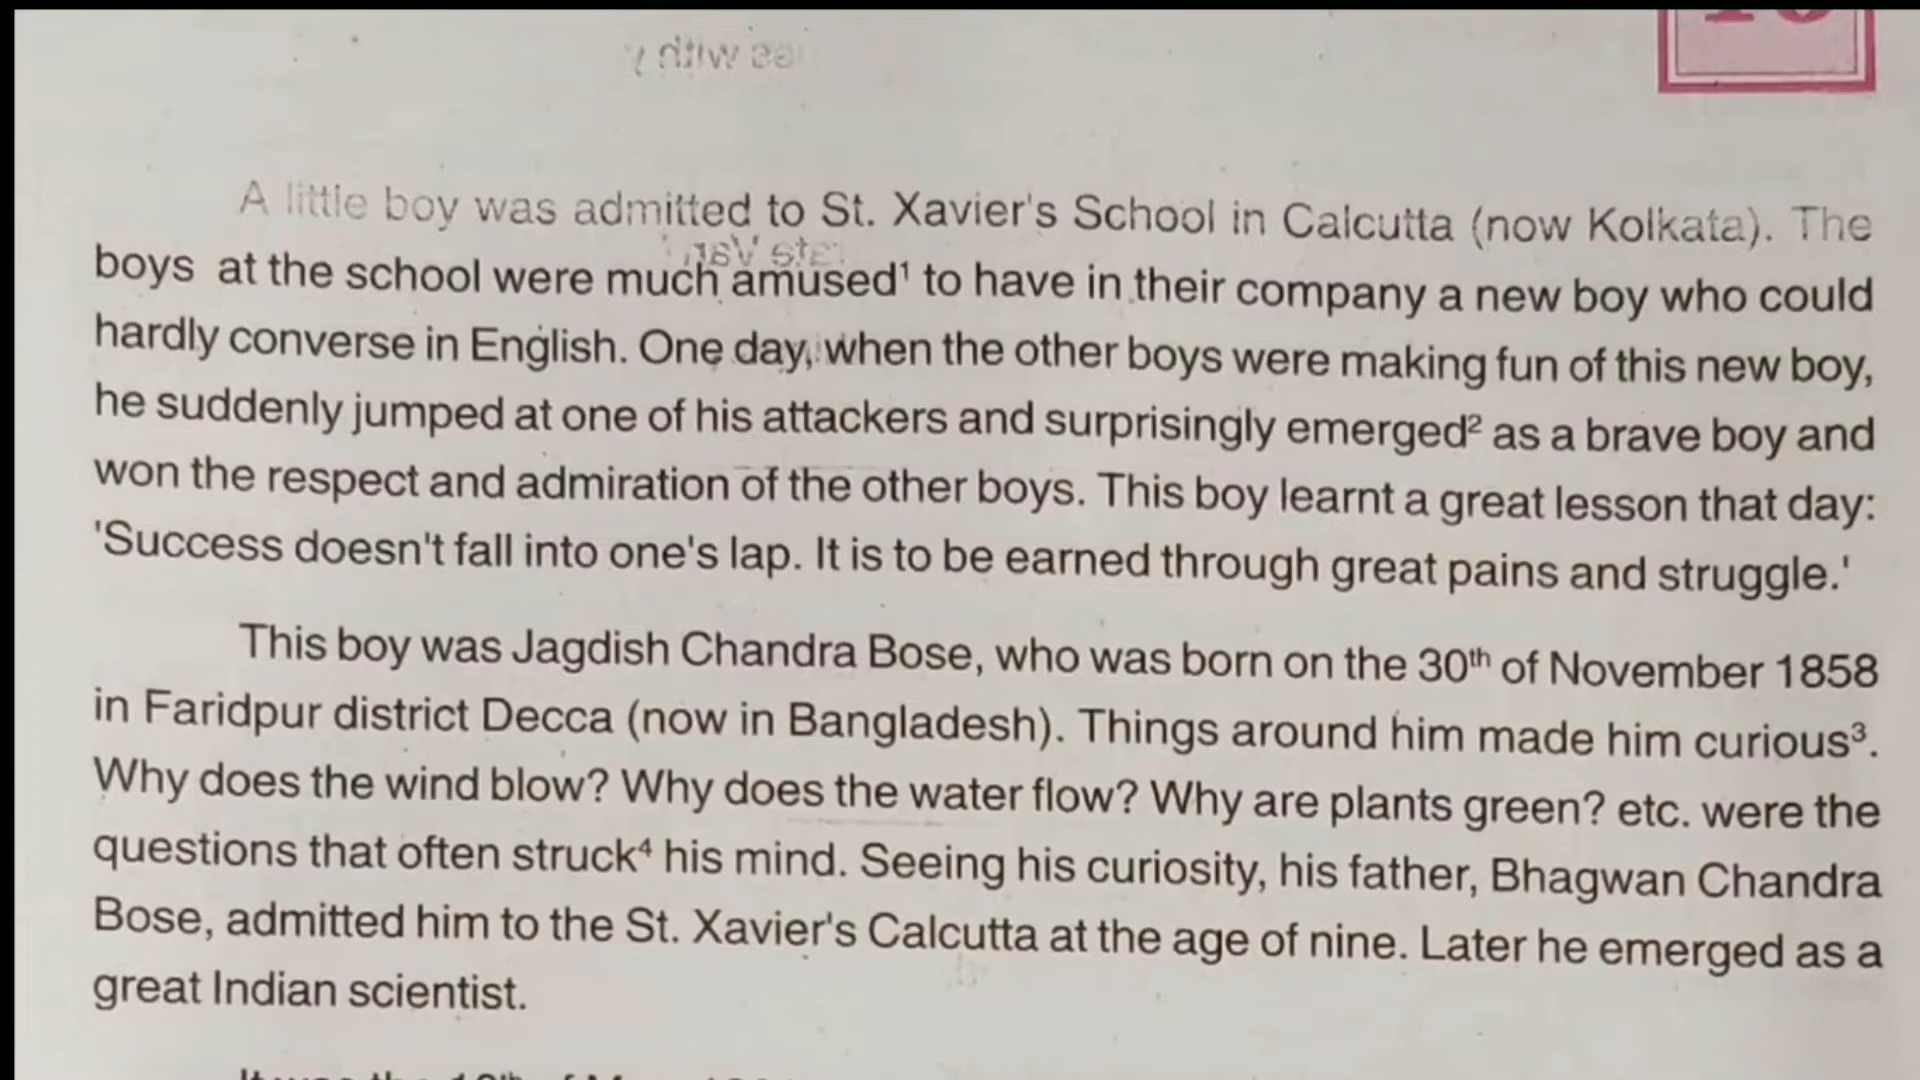 A little boy was admitted to St. Xavier's School in Calcutta (now Kolkata). The
boys at the school were much amused¹ to have in their company a new boy who could
hardly converse in English. One day, when the other boys were making fun of this new boy,
he suddenly jumped at one of his attackers and surprisingly emerged² as a brave boy and
won the respect and admiration of the other boys. This boy learnt a great lesson that day:
'Success doesn't fall into one's lap. It is to be earned through great pains and struggle.'
This boy was Jagdish Chandra Bose, who was born on the 30th of November 1858
in Faridpur district Decca (now in Bangladesh). Things around him made him curious³.
Why does the wind blow? Why does the water flow? Why are plants green? etc. were the
questions that often struck⁴ his mind. Seeing his curiosity, his father, Bhagwan Chandra
Bose, admitted him to the St. Xavier's Calcutta at the age of nine. Later he emerged as a
great Indian scientist.